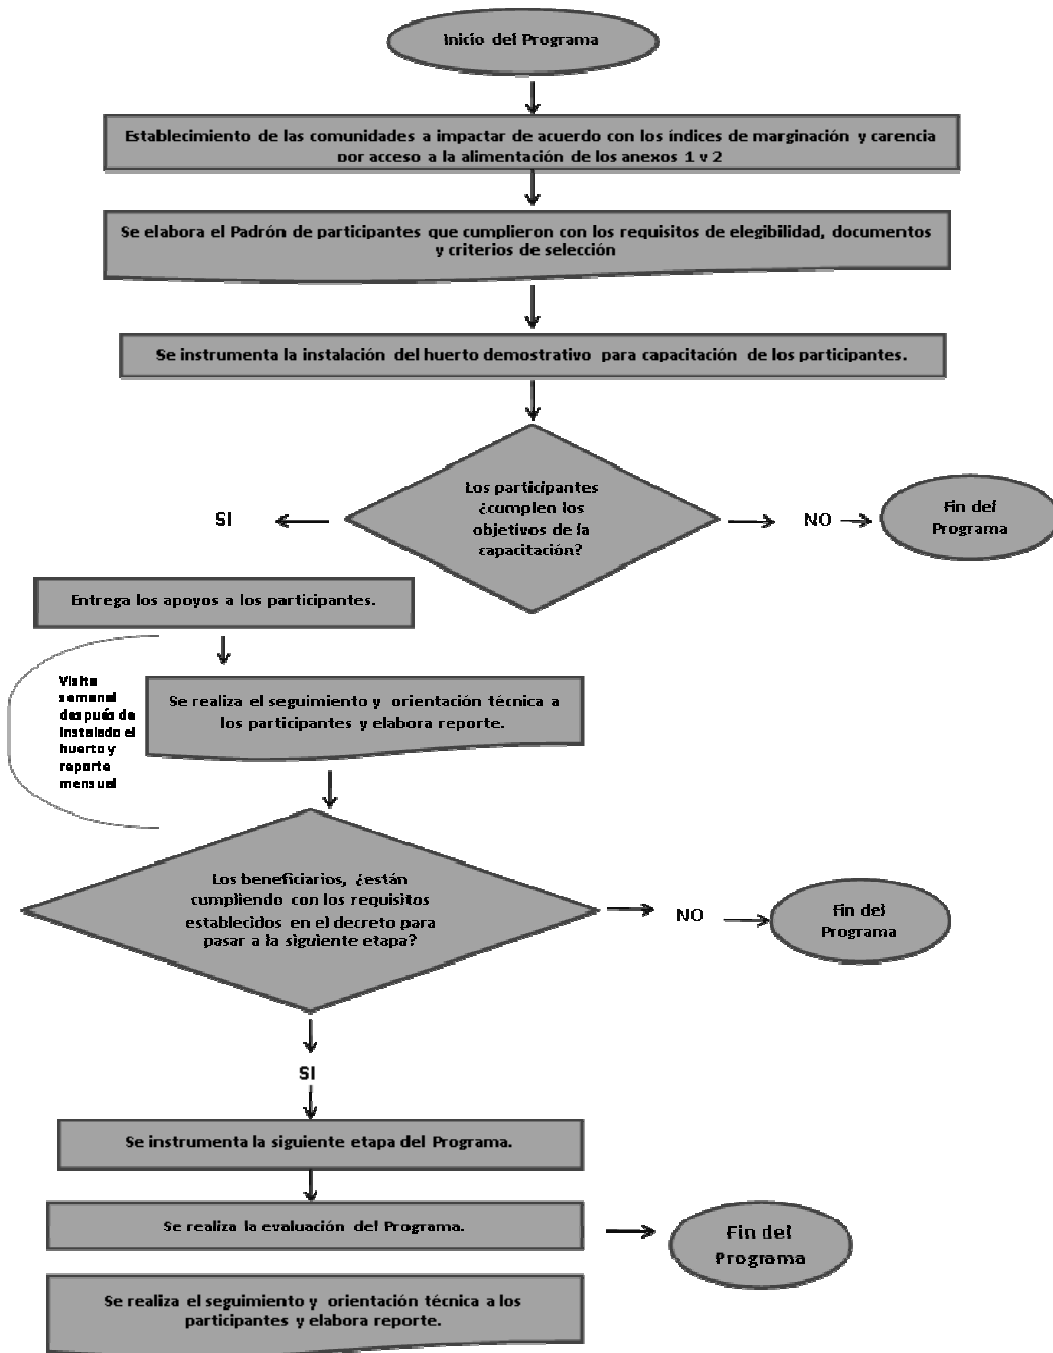 Inicio del Programa
Establecimiento de las comunidades a impactar de acuerdo con los índices de marginación y carencia
por acceso a la alimentación de los anexos 1 y 2
Se elabora el Padrón de participantes que cumplieron con los requisitos de elegibilidad, documentos
y criterios de selección
Se instrumenta la instalación del huerto demostrativo para capacitación de los participantes.
Los participantes
¿cumplen los
objetivos de la
capacitación?
SI
NO
Fin del
Programa
Entrega los apoyos a los participantes.
Visita
semanal
después de
instalado el
huerto y
reporte
mensual
Se realiza el seguimiento y orientación técnica a
los participantes y elabora reporte.
Los beneficiarios, ¿están
cumpliendo con los requisitos
establecidos en el decreto para
pasar a la siguiente etapa?
NO
Fin del
Programa
SI
Se instrumenta la siguiente etapa del Programa.
Se realiza la evaluación del Programa.
Fin del
Programa
Se realiza el seguimiento y orientación técnica a los
participantes y elabora reporte.